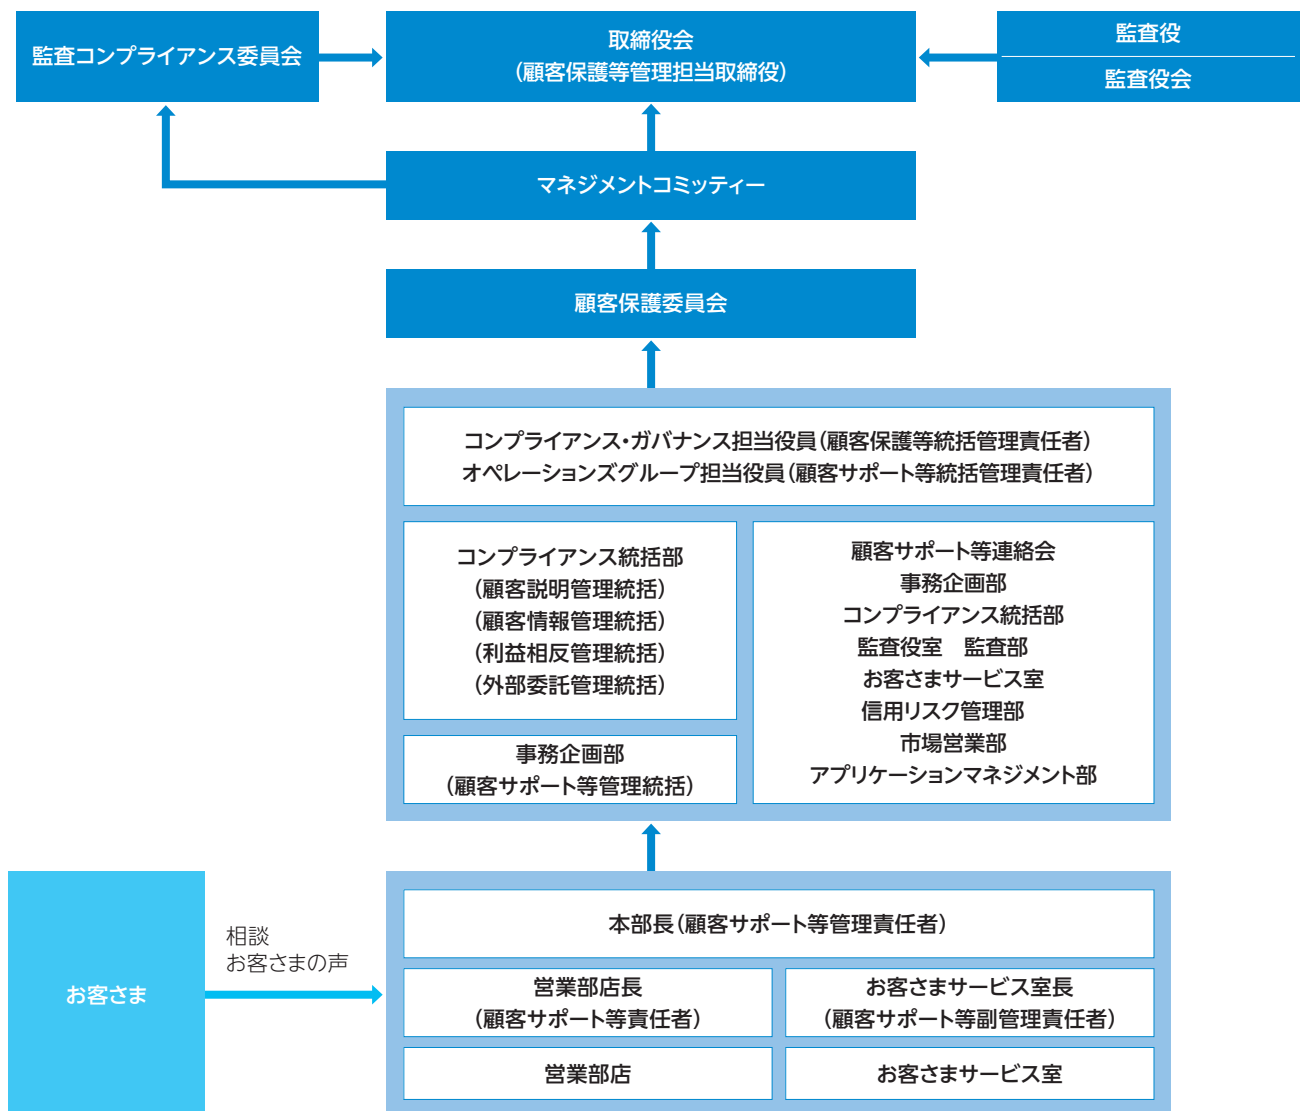 監査コンプライアンス委員会
取締役会
(顧客保護等管理担当取締役)
監査役
監査役会
マネジメントコミッティー
顧客保護委員会
コンプライアンス・ガバナンス担当役員(顧客保護等統括管理責任者)
オペレーションズグループ担当役員(顧客サポート等統括管理責任者)
コンプライアンス統括部
(顧客説明管理統括)
(顧客情報管理統括)
(利益相反管理統括)
(外部委託管理統括)
事務企画部
(顧客サポート等管理統括)
顧客サポート等連絡会
事務企画部
コンプライアンス統括部
監査役室　監査部
お客さまサービス室
信用リスク管理部
市場営業部
アプリケーションマネジメント部
お客さま
相談
お客さまの声
本部長(顧客サポート等管理責任者)
営業部店長
(顧客サポート等責任者)
お客さまサービス室長
(顧客サポート等副管理責任者)
営業部店
お客さまサービス室